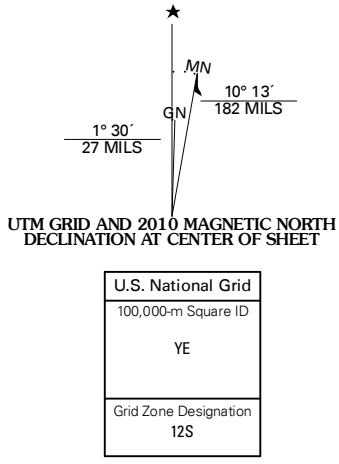 MN
10° 13´
182 MILS
GN
1° 30´
27 MILS
UTM GRID AND 2010 MAGNETIC NORTH
DECLINATION AT CENTER OF SHEET
U.S. National Grid
100,000-m Square ID
YE
Grid Zone Designation
12S